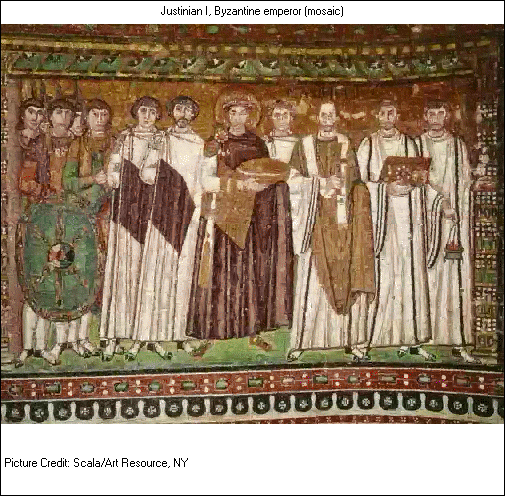 Justinian I, Byzantine emperor (mosaic)
Picture Credit: Scala/Art Resource, NY